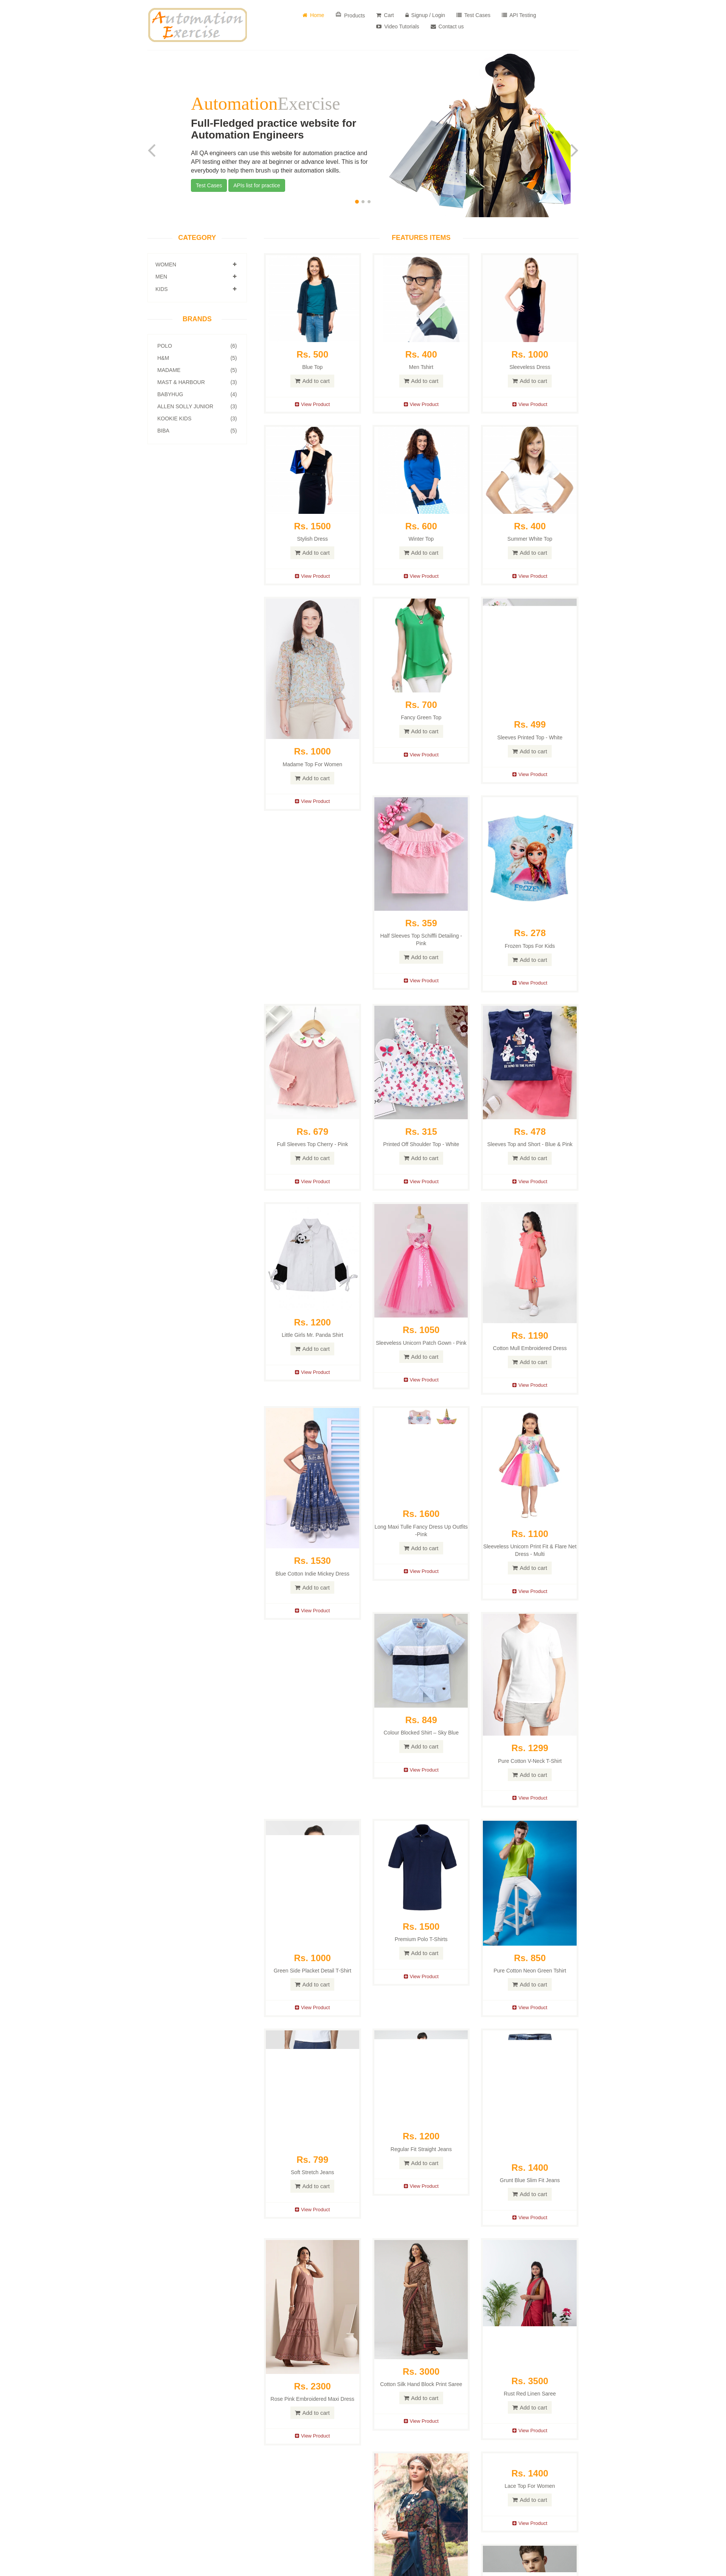 Automation
Exercise
Home
Products
Cart
Signup / Login
Test Cases
API Testing
Video Tutorials
Contact us
AutomationExercise
Full-Fledged practice website for
Automation Engineers
All QA engineers can use this website for automation practice and
API testing either they are at beginner or advance level. This is for
everybody to help them brush up their automation skills.
Test Cases
APIs list for practice
CATEGORY
WOMEN
MEN
KIDS
BRANDS
POLO (6)
H&M (5)
MADAME (5)
MAST & HARBOUR (3)
BABYHUG (4)
ALLEN SOLLY JUNIOR (3)
KOOKIE KIDS (3)
BIBA (5)
FEATURES ITEMS
Rs. 500
Blue Top
Add to cart
View Product
Rs. 400
Men Tshirt
Add to cart
View Product
Rs. 1000
Sleeveless Dress
Add to cart
View Product
Rs. 1500
Stylish Dress
Add to cart
View Product
Rs. 600
Winter Top
Add to cart
View Product
Rs. 400
Summer White Top
Add to cart
View Product
Rs. 1000
Madame Top For Women
Add to cart
View Product
Rs. 700
Fancy Green Top
Add to cart
View Product
Rs. 499
Sleeves Printed Top - White
Add to cart
View Product
Rs. 359
Half Sleeves Top Schiffli Detailing -
Pink
Add to cart
View Product
FROZEN
Rs. 278
Frozen Tops For Kids
Add to cart
View Product
Rs. 679
Full Sleeves Top Cherry - Pink
Add to cart
View Product
Rs. 315
Printed Off Shoulder Top - White
Add to cart
View Product
Rs. 478
Sleeves Top and Short - Blue & Pink
Add to cart
View Product
Rs. 1200
Little Girls Mr. Panda Shirt
Add to cart
View Product
Rs. 1050
Sleeveless Unicorn Patch Gown - Pink
Add to cart
View Product
Rs. 1190
Cotton Mull Embroidered Dress
Add to cart
View Product
Rs. 1530
Blue Cotton Indie Mickey Dress
Add to cart
View Product
Rs. 1600
Long Maxi Tulle Fancy Dress Up Outfits
-Pink
Add to cart
View Product
Rs. 1100
Sleeveless Unicorn Print Fit & Flare Net
Dress - Multi
Add to cart
View Product
Rs. 849
Colour Blocked Shirt – Sky Blue
Add to cart
View Product
Rs. 1299
Pure Cotton V-Neck T-Shirt
Add to cart
View Product
Rs. 1000
Green Side Placket Detail T-Shirt
Add to cart
View Product
Rs. 1500
Premium Polo T-Shirts
Add to cart
View Product
Rs. 850
Pure Cotton Neon Green Tshirt
Add to cart
View Product
Rs. 799
Soft Stretch Jeans
Add to cart
View Product
Rs. 1200
Regular Fit Straight Jeans
Add to cart
View Product
Rs. 1400
Grunt Blue Slim Fit Jeans
Add to cart
View Product
Rs. 2300
Rose Pink Embroidered Maxi Dress
Add to cart
View Product
Rs. 3000
Cotton Silk Hand Block Print Saree
Add to cart
View Product
Rs. 3500
Rust Red Linen Saree
Add to cart
View Product
Rs. 1400
Lace Top For Women
Add to cart
View Product